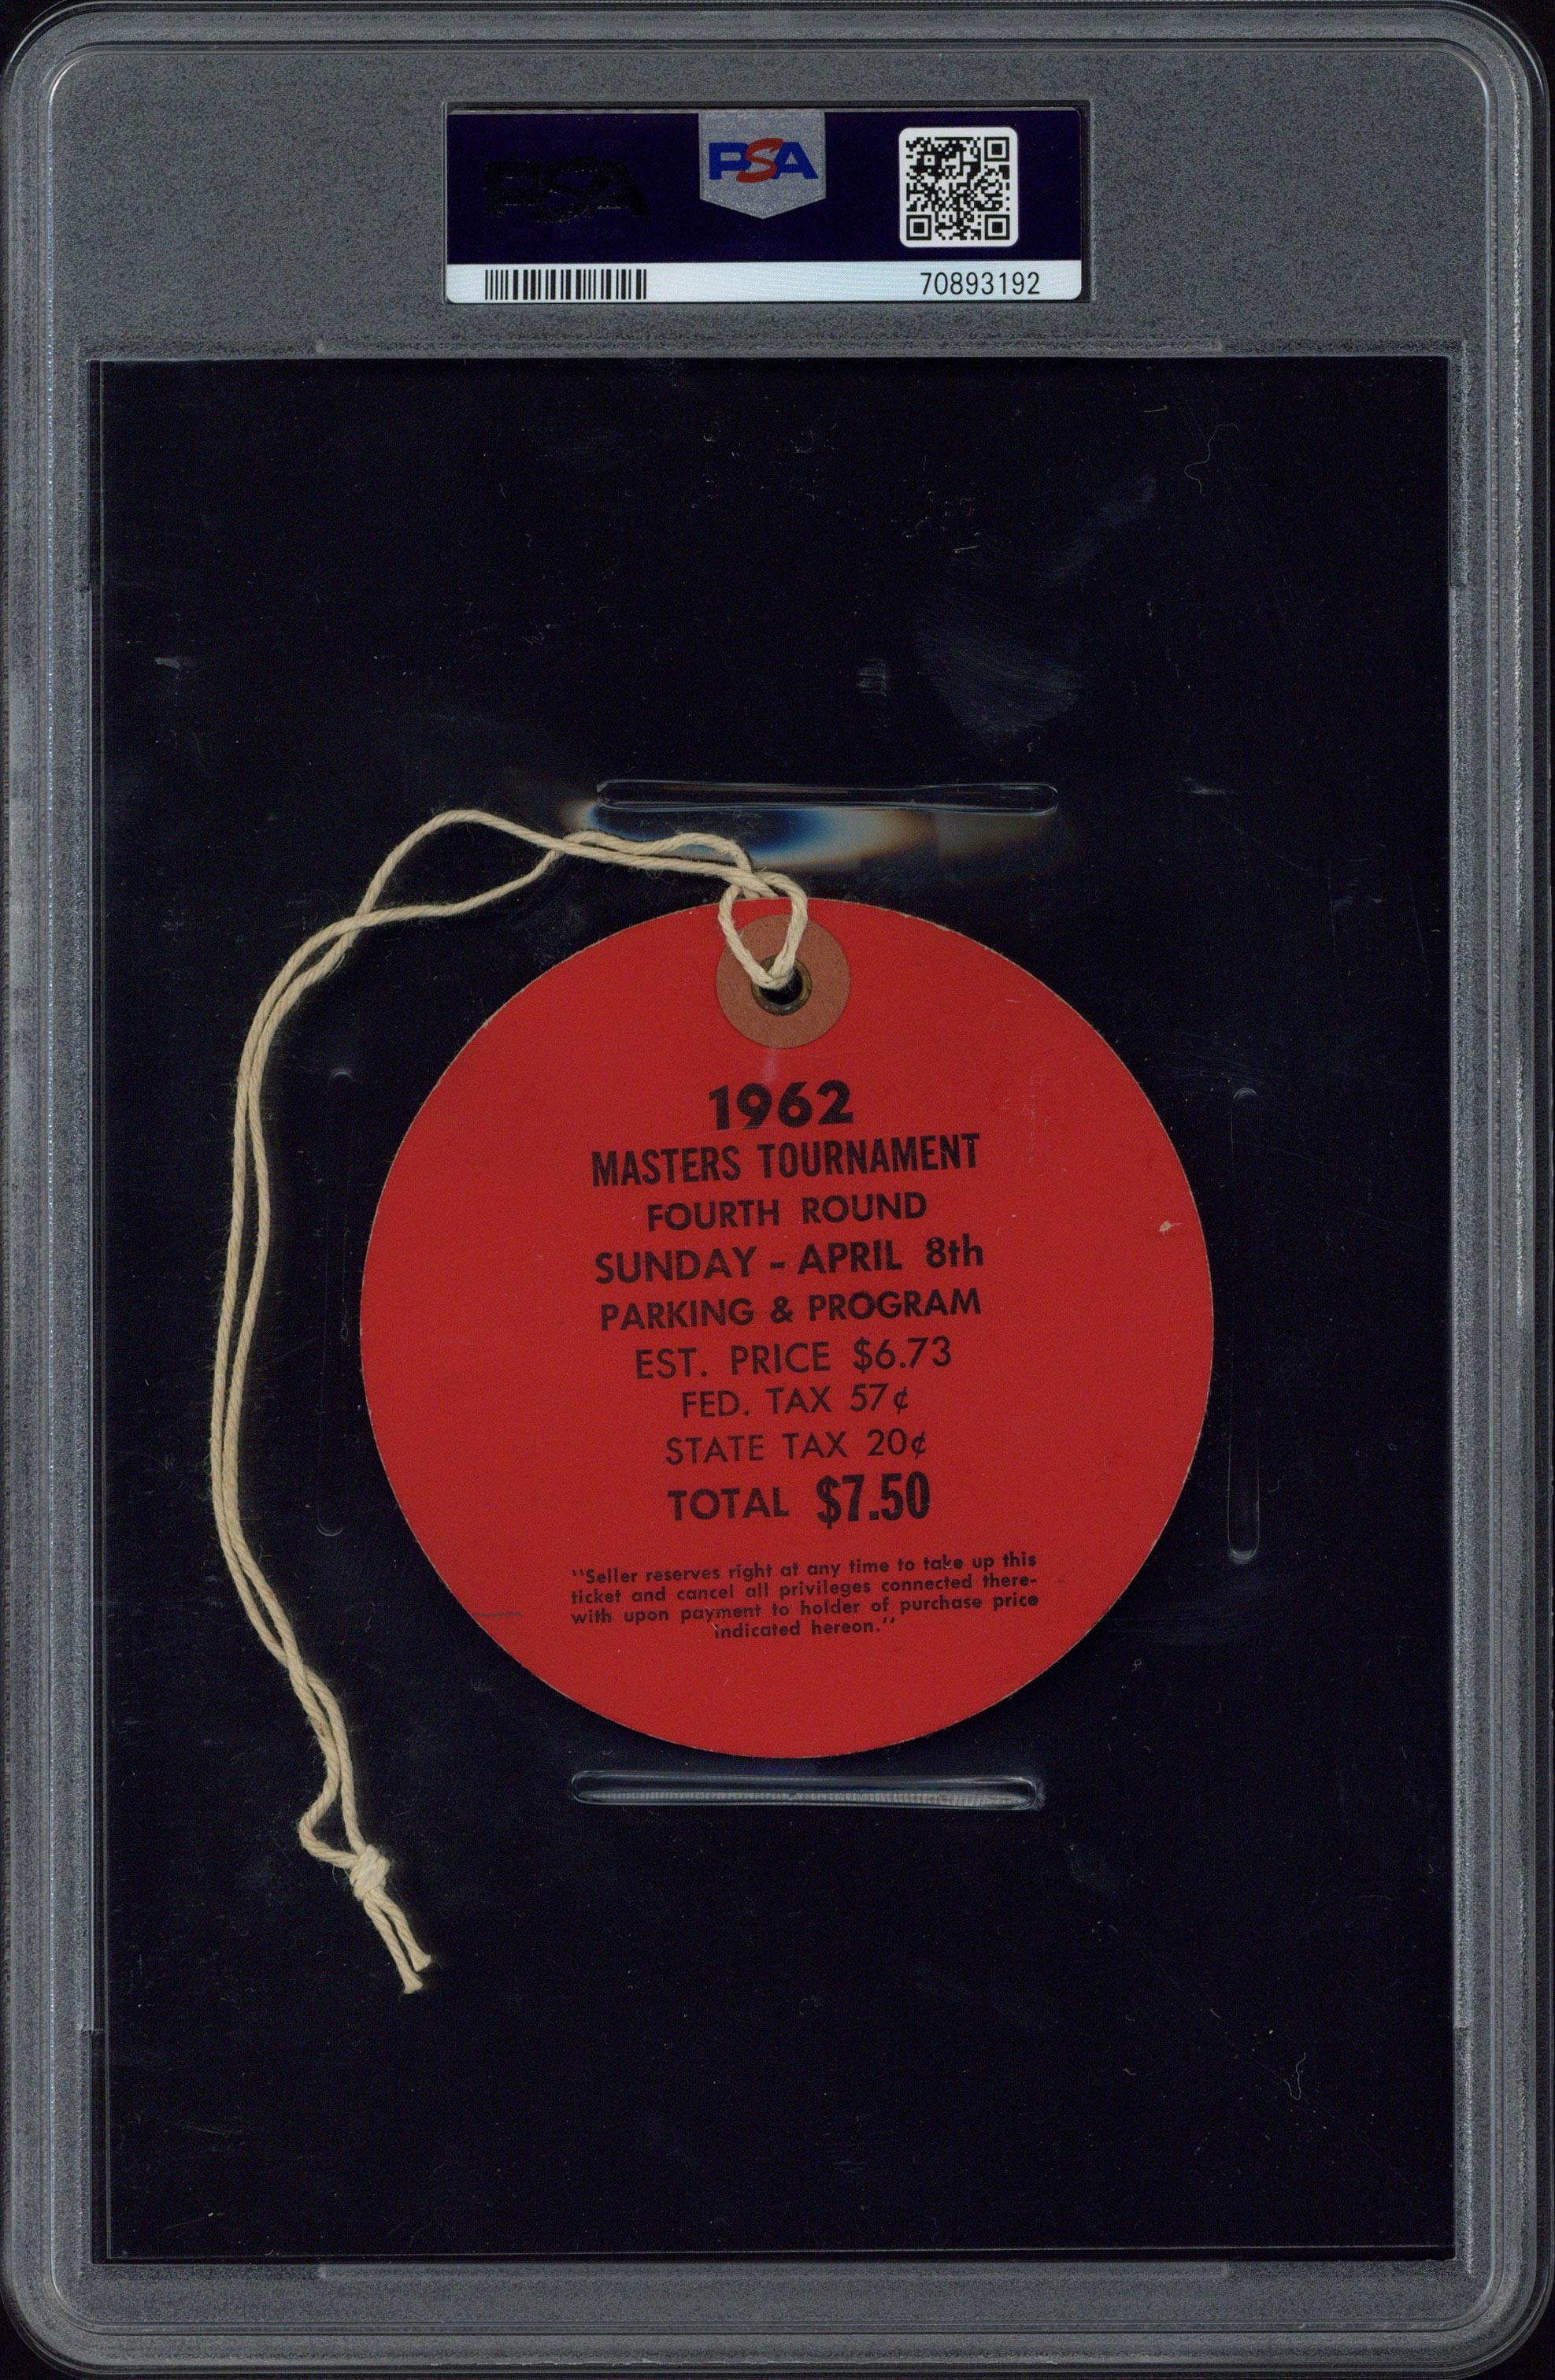 PSA
PSA
70893192
1962
MASTERS TOURNAMENT
FOURTH ROUND
SUNDAY - APRIL 8th
PARKING & PROGRAM
EST. PRICE $6.73
FED. TAX 57¢
STATE TAX 20¢
TOTAL $7.50
"Seller reserves right at any time to take up this
ticket and cancel all privileges connected there-
with upon payment to holder of purchase price
indicated hereon."